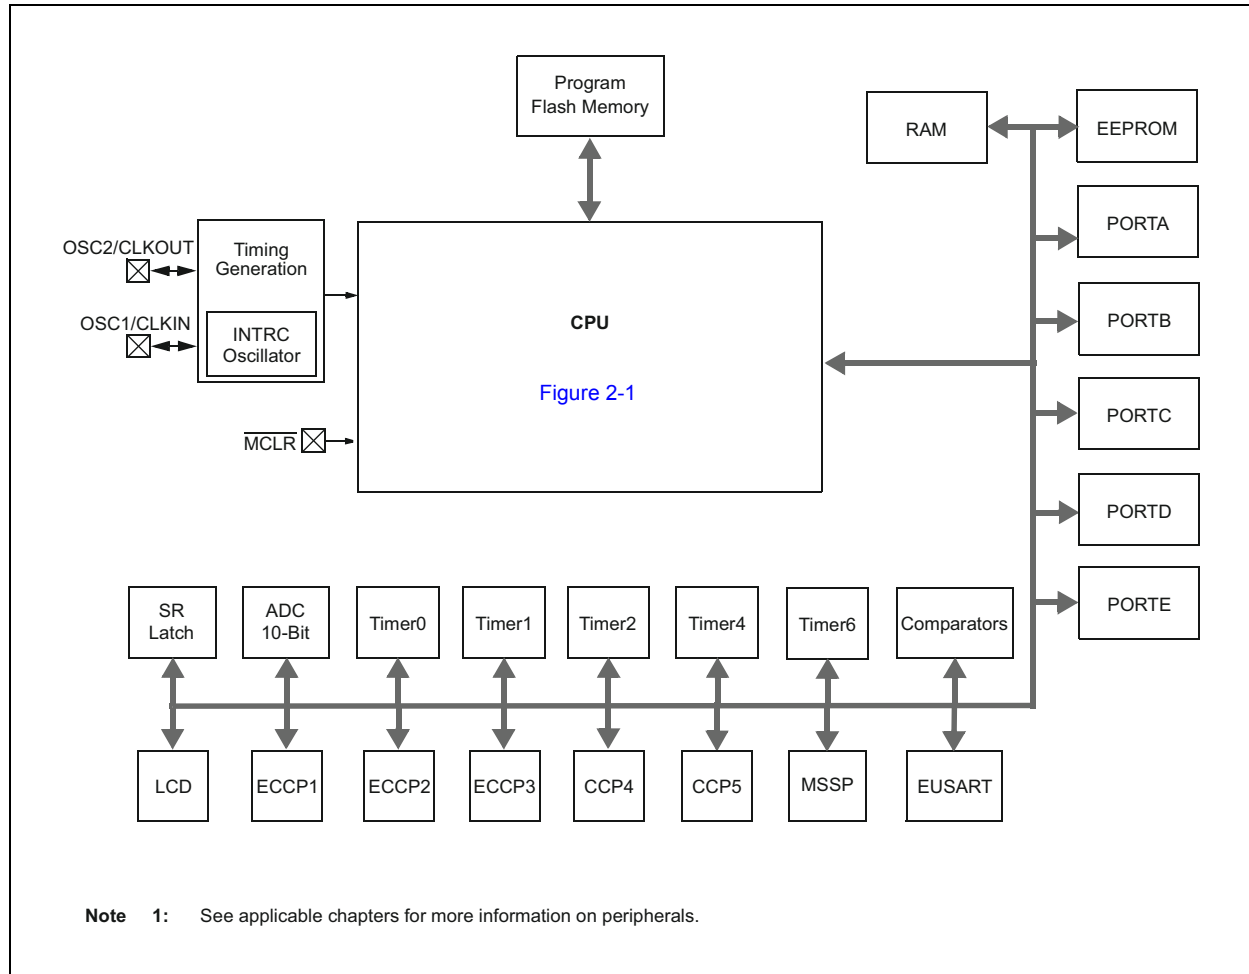 Program
Flash Memory
RAM
EEPROM
PORTA
OSC2/CLKOUT
Timing
Generation
OSC1/CLKIN
INTRC
Oscillator
CPU
PORTB
Figure 2-1
PORTC
MCLR
PORTD
PORTE
SR
Latch
ADC
10-Bit
Timer0
Timer1
Timer2
Timer4
Timer6
Comparators
LCD
ECCP1
ECCP2
ECCP3
CCP4
CCP5
MSSP
EUSART
Note 1: See applicable chapters for more information on peripherals.